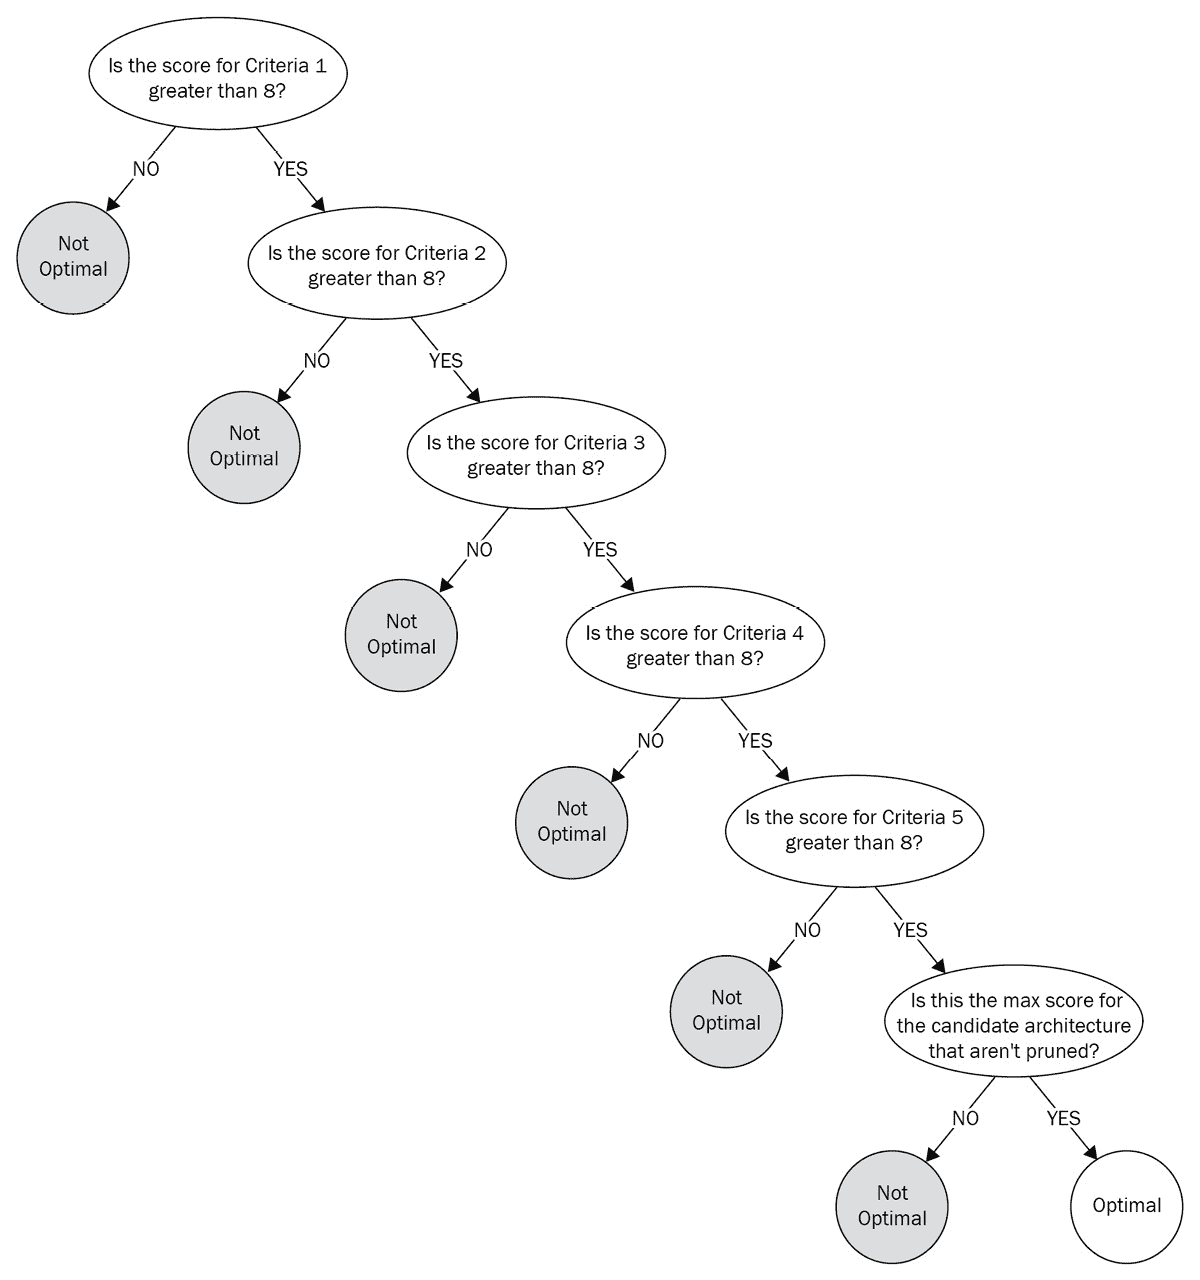 Is the score for Criteria 1
greater than 8?
NO
YES
Not
Optimal
Is the score for Criteria 2
greater than 8?
NO
YES
Not
Optimal
Is the score for Criteria 3
greater than 8?
NO
YES
Not
Optimal
Is the score for Criteria 4
greater than 8?
NO
YES
Not
Optimal
Is the score for Criteria 5
greater than 8?
NO
YES
Not
Optimal
Is this the max score for
the candidate architecture
that aren't pruned?
NO
YES
Not
Optimal
Optimal